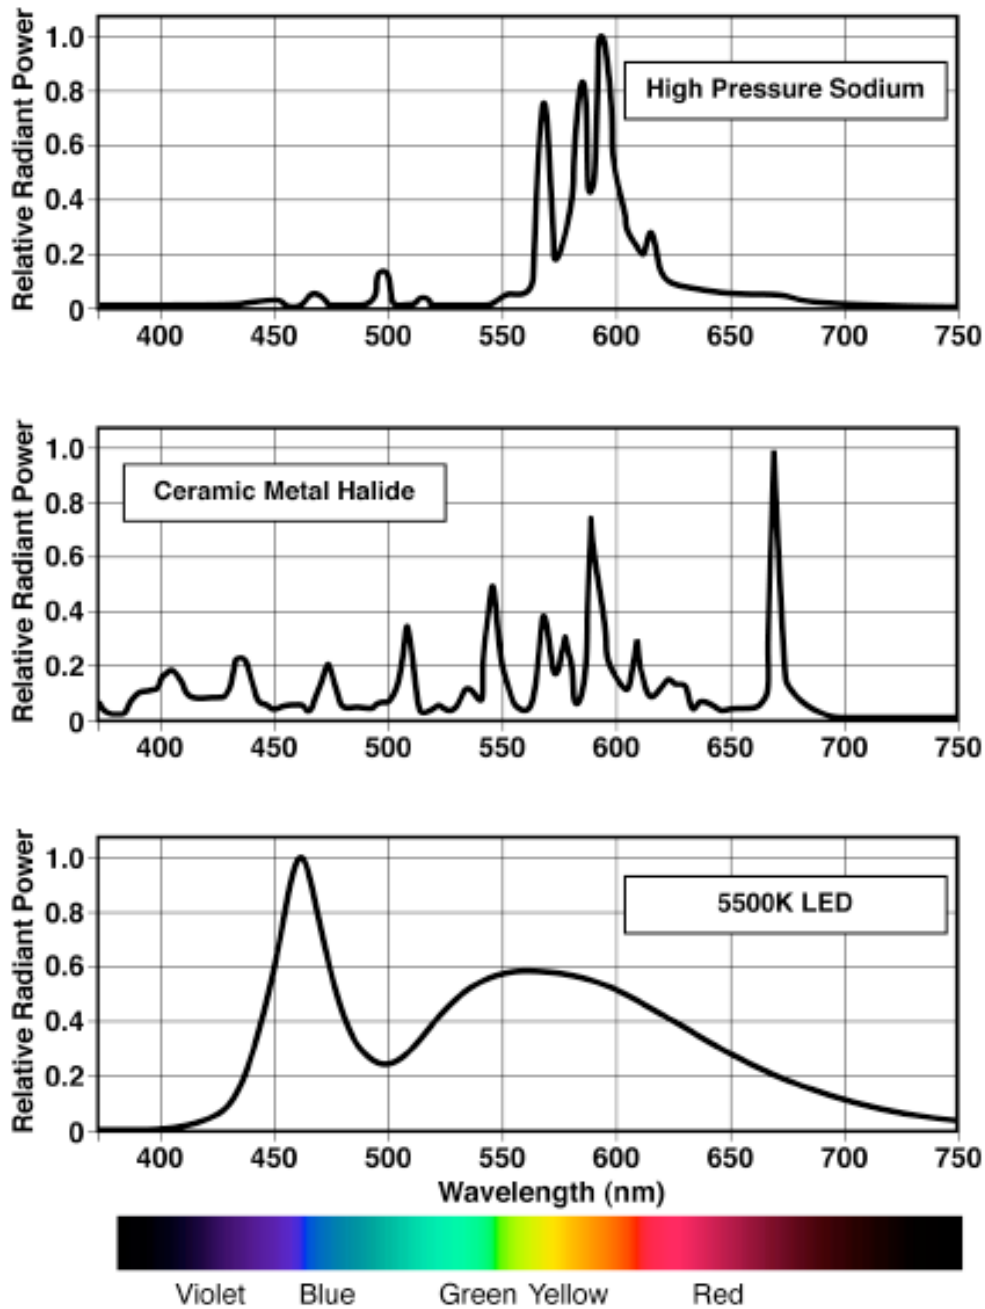 Relative Radiant Power
1.0
0.8
0.6
0.4
0.2
0
High Pressure Sodium
400 450 500 550 600 650 700 750
Relative Radiant Power
1.0
0.8
0.6
0.4
0.2
0
Ceramic Metal Halide
400 450 500 550 600 650 700 750
Relative Radiant Power
1.0
0.8
0.6
0.4
0.2
0
5500K LED
400 450 500 550 600 650 700 750
Wavelength (nm)
Violet Blue Green Yellow Red